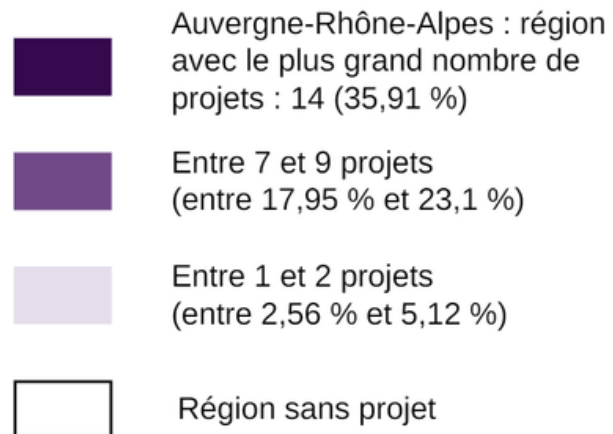 Auvergne-Rhône-Alpes : région
avec le plus grand nombre de
projets : 14 (35,91 %)
Entre 7 et 9 projets
(entre 17,95 % et 23,1 %)
Entre 1 et 2 projets
(entre 2,56 % et 5,12 %)
Région sans projet